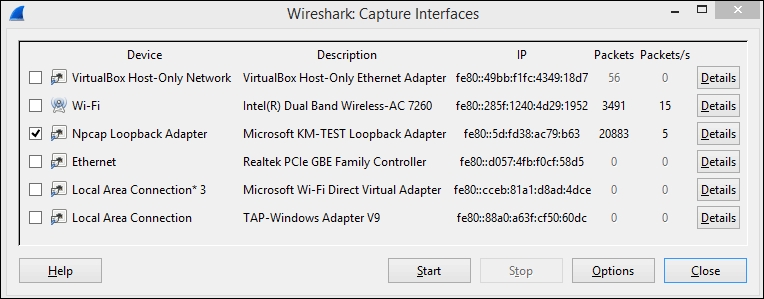 Wireshark: Capture Interfaces
Device Description IP Packets Packets/s
VirtualBox Host-Only Network VirtualBox Host-Only Ethernet Adapter fe80::49bb:f1fc:4349:18d7 56 0 Details
Wi-Fi Intel(R) Dual Band Wireless-AC 7260 fe80::285f:1240:4d29:1952 3491 15 Details
Npcap Loopback Adapter Microsoft KM-TEST Loopback Adapter fe80::5d:fd38:ac79:b63 20883 5 Details
Ethernet Realtek PCIe GBE Family Controller fe80::d057:4fb:f0cf:58d5 0 0 Details
Local Area Connection* 3 Microsoft Wi-Fi Direct Virtual Adapter fe80::cceb:81a1:d8ad:4dce 0 0 Details
Local Area Connection TAP-Windows Adapter V9 fe80::88a0:a63f:cf50:60dc 0 0 Details
Help Start Stop Options Close